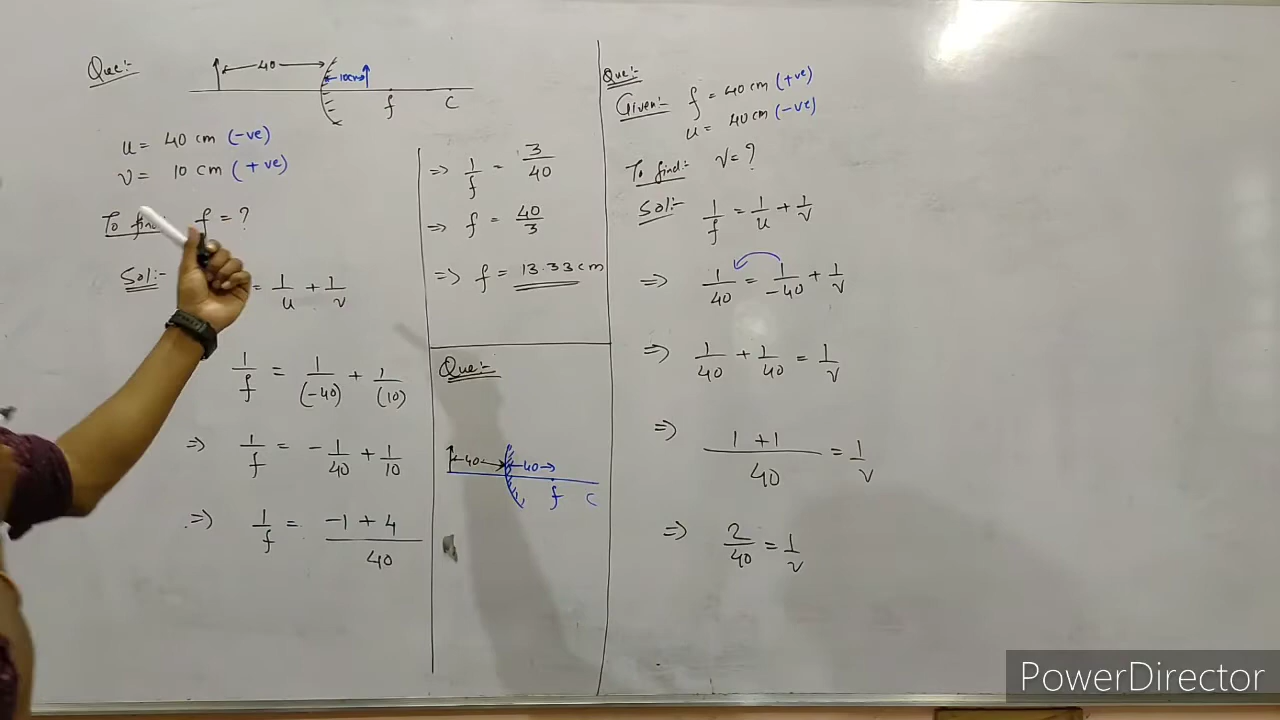 Que:-
40
10cm
f
C
u = 40 cm (-ve)
v = 10 cm (+ve)
To find: f = ?
Sol:-
= 1/u + 1/v
1/f = 1/(-40) + 1/(10)
=> 1/f = -1/40 + 1/10
=> 1/f = -1 + 4/40
=> 1/f = 3/40
=> f = 40/3
=> f = 13.33 cm
Que:-
40
40
f
C
Que:-
Given:- f = 40 cm (+ve)
u = 40 cm (-ve)
To find:- v = ?
Sol:- 1/f = 1/u + 1/v
=> 1/40 = 1/-40 + 1/v
=> 1/40 + 1/40 = 1/v
=> 1 + 1/40 = 1/v
=> 2/40 = 1/v
PowerDirector